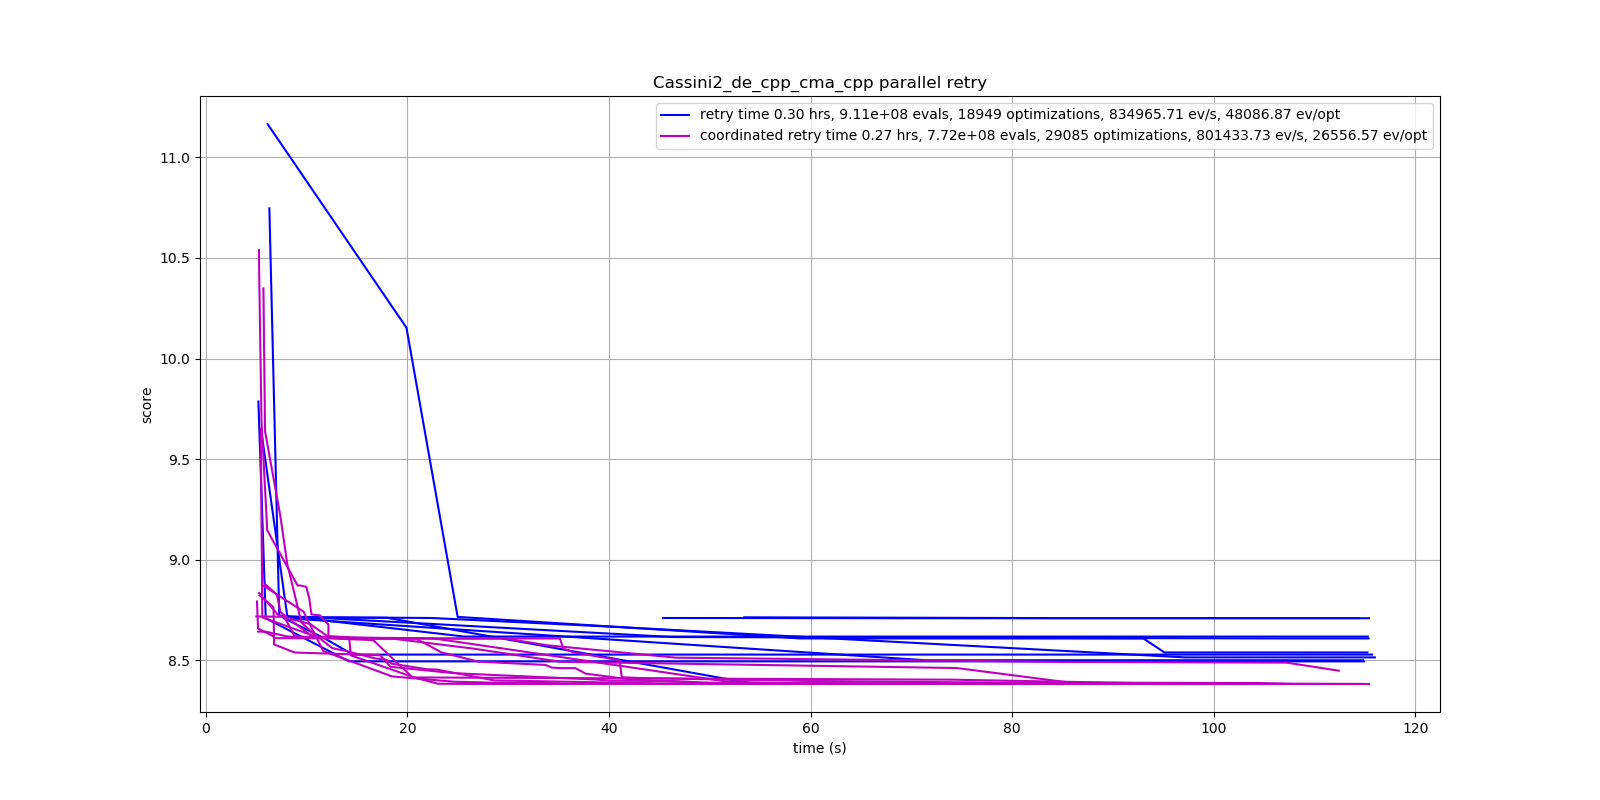 Cassini2_de_cpp_cma_cpp parallel retry
retry time 0.30 hrs, 9.11e+08 evals, 18949 optimizations, 834965.71 ev/s, 48086.87 ev/opt
coordinated retry time 0.27 hrs, 7.72e+08 evals, 29085 optimizations, 801433.73 ev/s, 26556.57 ev/opt
11.0
10.5
10.0
9.5
9.0
8.5
score
0 20 40 60 80 100 120
time (s)